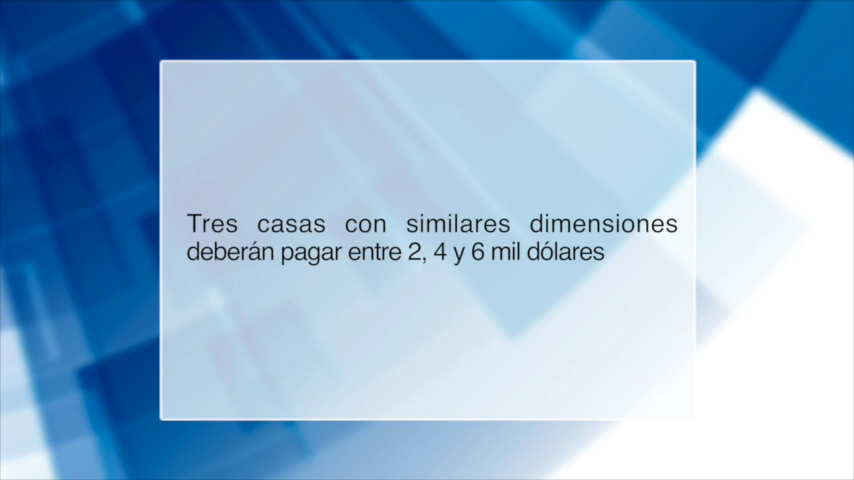 Tres casas con similares dimensiones
deberán pagar entre 2, 4 y 6 mil dólares